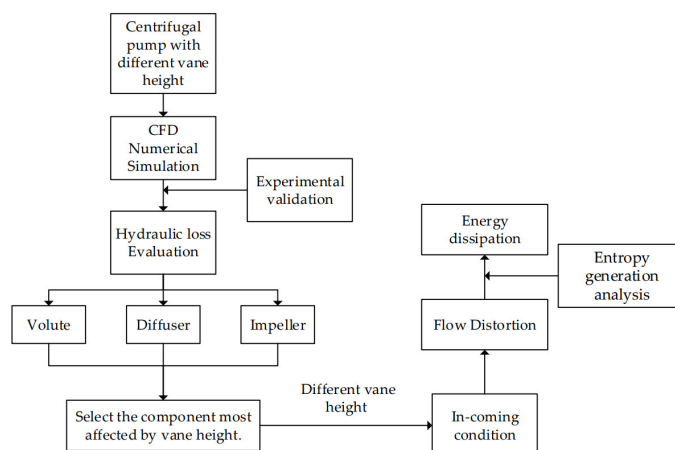 Centrifugal
pump with
different vane
height
CFD
Numerical
Simulation
Experimental
validation
Hydraulic loss
Evaluation
Volute
Diffuser
Impeller
Select the component most
affected by vane height.
Different vane
height
In-coming
condition
Flow Distortion
Entropy
generation
analysis
Energy
dissipation